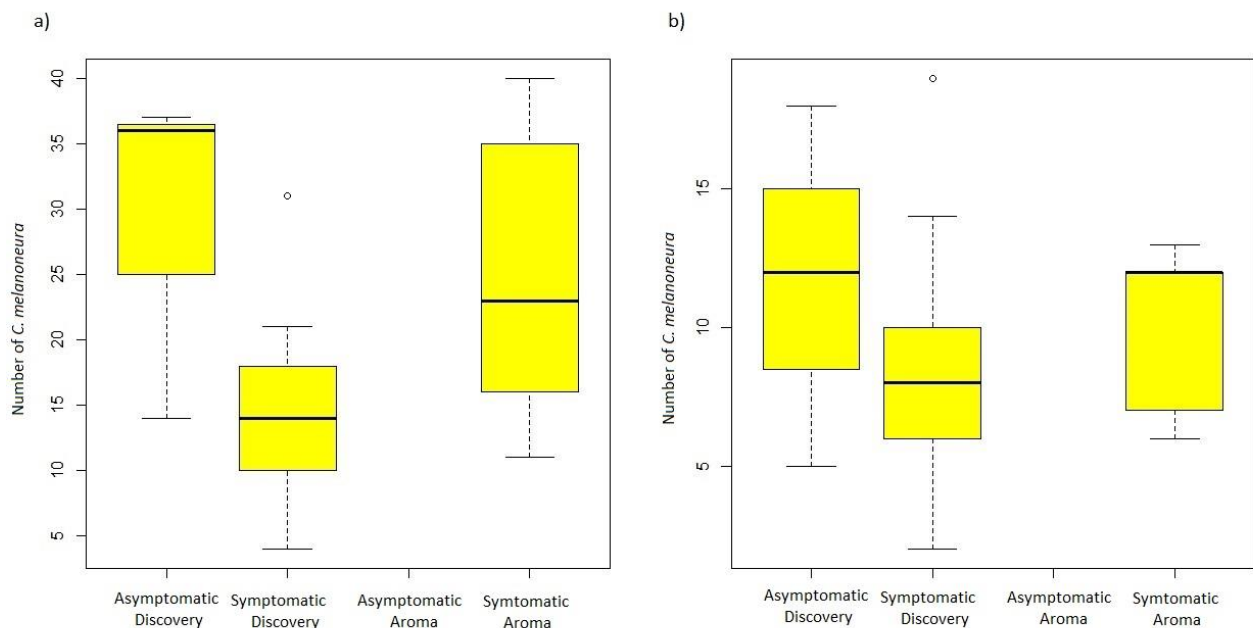 a)
Number of C. melanoneura
40
35
30
25
20
15
10
5
Asymptomatic
Discovery
Symptomatic
Discovery
Asymptomatic
Aroma
Symtomatic
Aroma
b)
Number of C. melanoneura
15
10
5
Asymptomatic
Discovery
Symptomatic
Discovery
Asymptomatic
Aroma
Symtomatic
Aroma